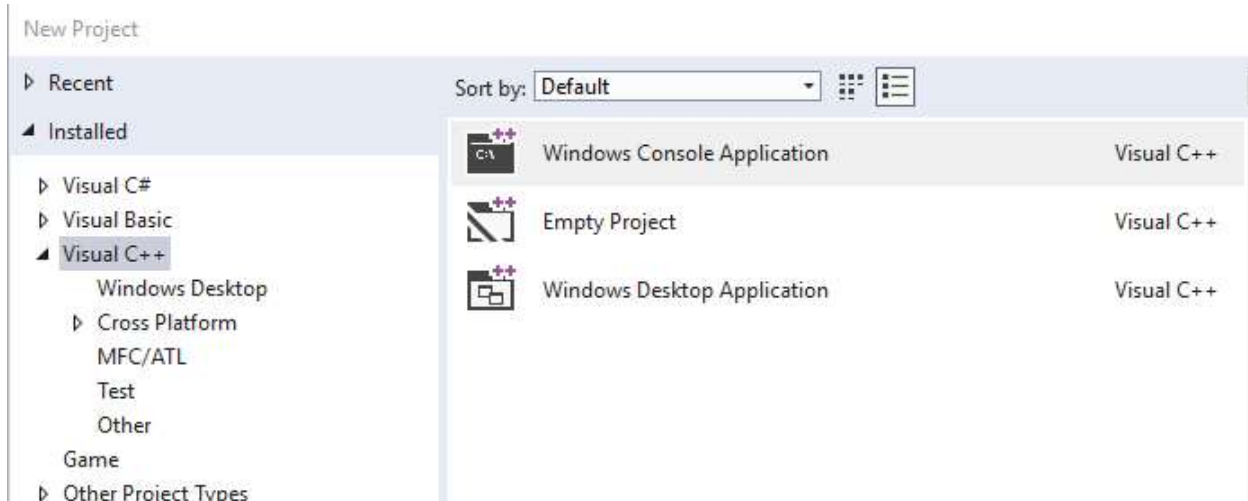 New Project
Recent
Installed
Visual C#
Visual Basic
Visual C++
Windows Desktop
Cross Platform
MFC/ATL
Test
Other
Game
Other Project Types
Sort by: Default
C:\
Windows Console Application Visual C++
Empty Project Visual C++
Windows Desktop Application Visual C++